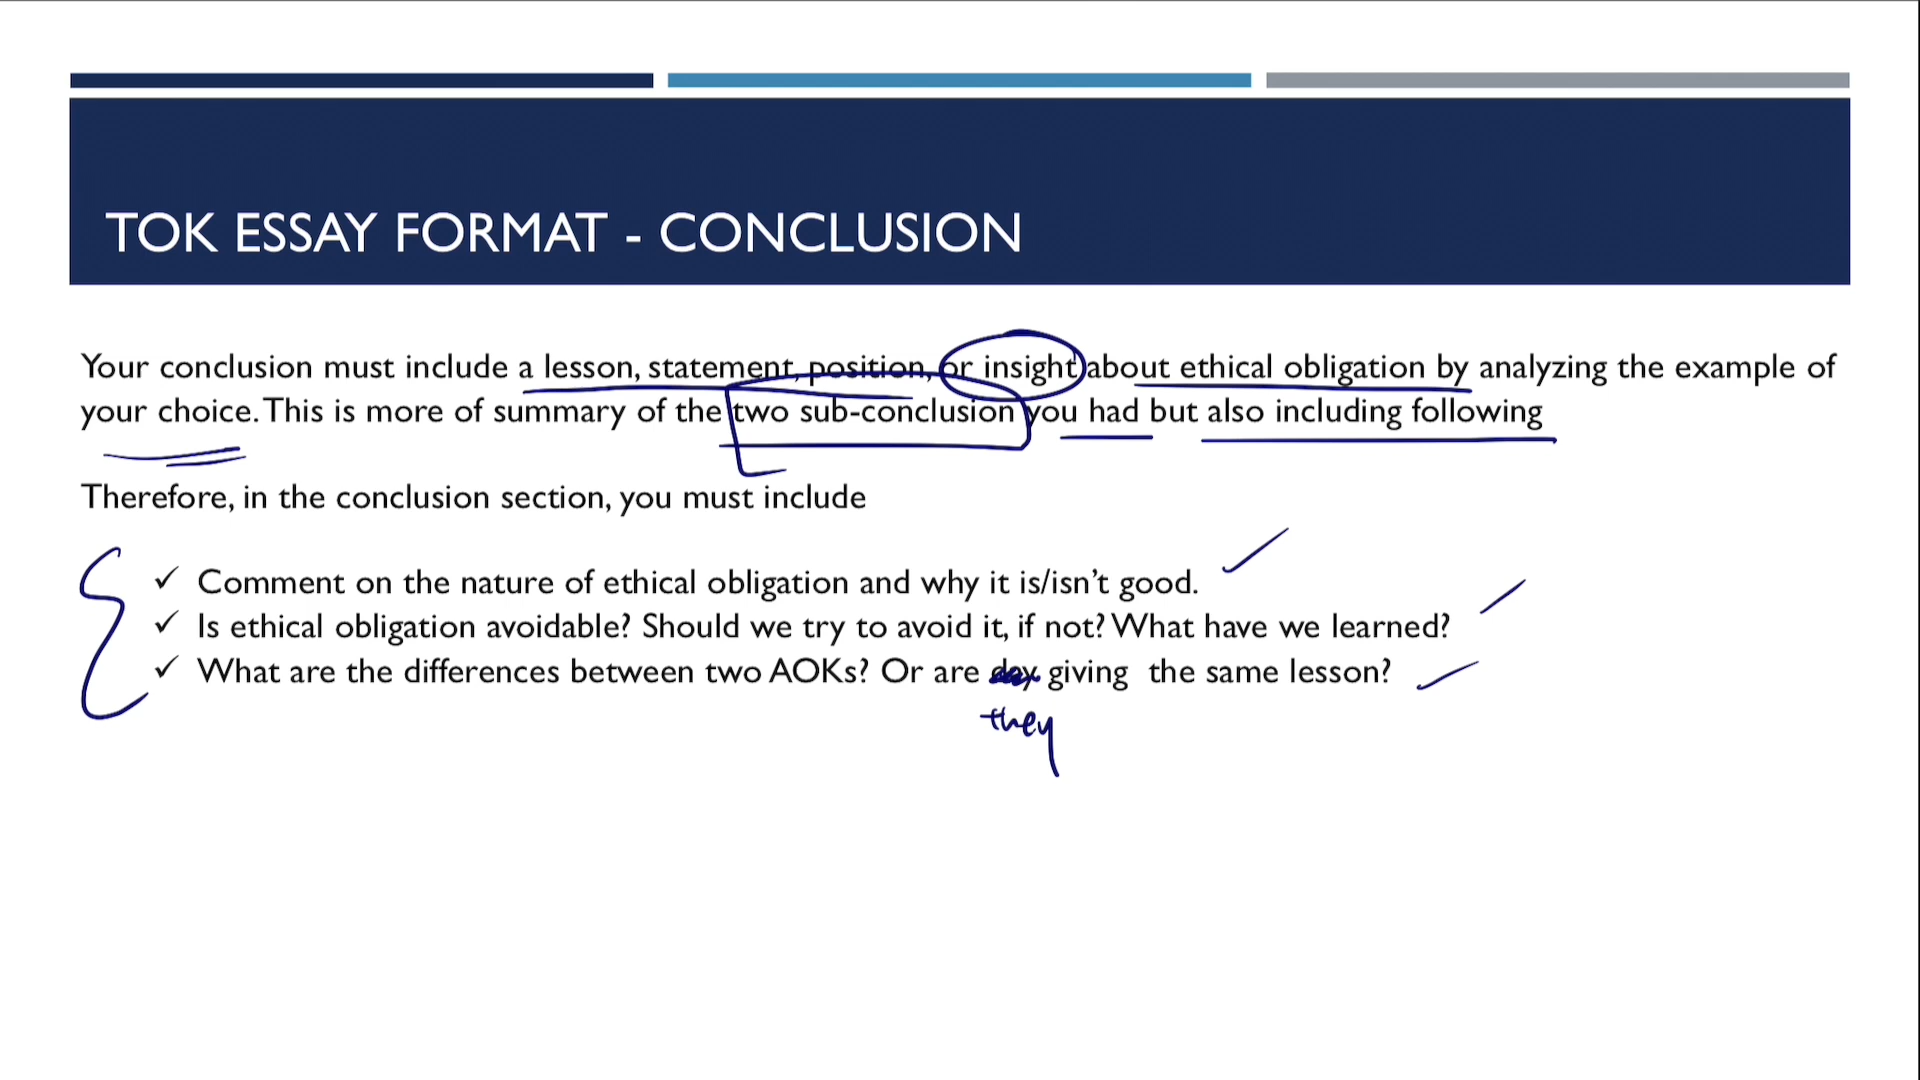 TOK ESSAY FORMAT - CONCLUSION
Your conclusion must include a lesson, statement, position, or insight about ethical obligation by analyzing the example of
your choice. This is more of summary of the two sub-conclusion you had but also including following
Therefore, in the conclusion section, you must include
✓ Comment on the nature of ethical obligation and why it is/isn't good.
✓ Is ethical obligation avoidable? Should we try to avoid it, if not? What have we learned?
✓ What are the differences between two AOKs? Or are giving the same lesson?
they